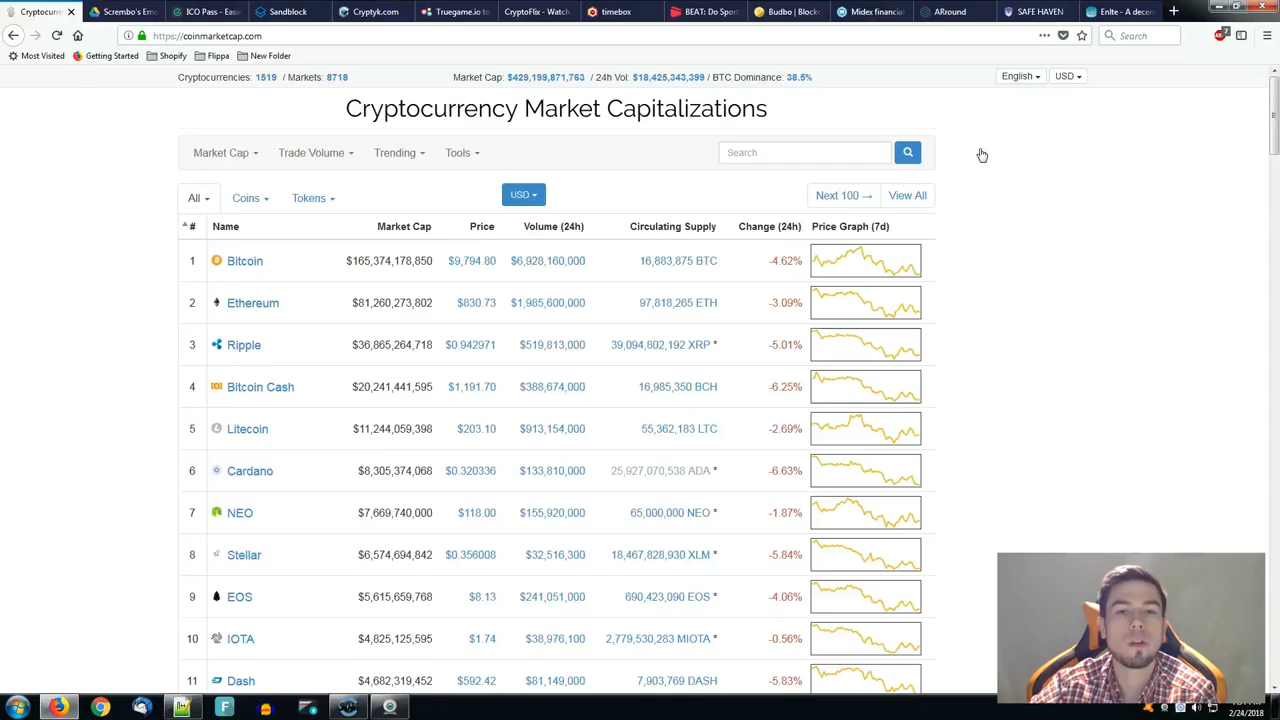 Cryptocurr
Scrembo's Em
ICO Pass - Easi
Sandblock
Cryptyk.com
Truegame.io:
CryptoFlix - Watch
timebox
BEAT: Do Spor
Budbo | Block
Midex financial
ARround
SAFE HAVEN
Enlte - A decen
https://coinmarketcap.com
Search
Most Visited
Getting Started
Shopify
Flippa
New Folder
Cryptocurrencies: 1519 / Markets: 8718
Market Cap: $429,199,871,763 / 24h Vol: $18,425,343,399 / BTC Dominance: 38.5%
English
USD
Cryptocurrency Market Capitalizations
Market Cap
Trade Volume
Trending
Tools
Search
All
Coins
Tokens
USD
Next 100 →
View All
# Name Market Cap Price Volume (24h) Circulating Supply Change (24h) Price Graph (7d)
1 Bitcoin $165,374,178,850 $9,794.80 $6,928,160,000 16,883,875 BTC -4.62%
2 Ethereum $81,260,273,802 $830.73 $1,985,600,000 97,818,265 ETH -3.09%
3 Ripple $36,865,264,718 $0.942971 $519,813,000 39,094,802,192 XRP * -5.01%
4 Bitcoin Cash $20,241,441,595 $1,191.70 $388,674,000 16,985,350 BCH -6.25%
5 Litecoin $11,244,059,398 $203.10 $913,154,000 55,362,183 LTC -2.69%
6 Cardano $8,305,374,068 $0.320336 $133,810,000 25,927,070,538 ADA * -6.63%
7 NEO $7,669,740,000 $118.00 $155,920,000 65,000,000 NEO * -1.87%
8 Stellar $6,574,694,842 $0.356008 $32,516,300 18,467,828,930 XLM * -5.84%
9 EOS $5,615,659,768 $8.13 $241,051,000 690,423,090 EOS * -4.06%
10 IOTA $4,825,125,595 $1.74 $38,976,100 2,779,530,283 MIOTA * -0.56%
11 Dash $4,682,319,452 $592.42 $81,149,000 7,903,769 DASH -5.83%
2/24/2018